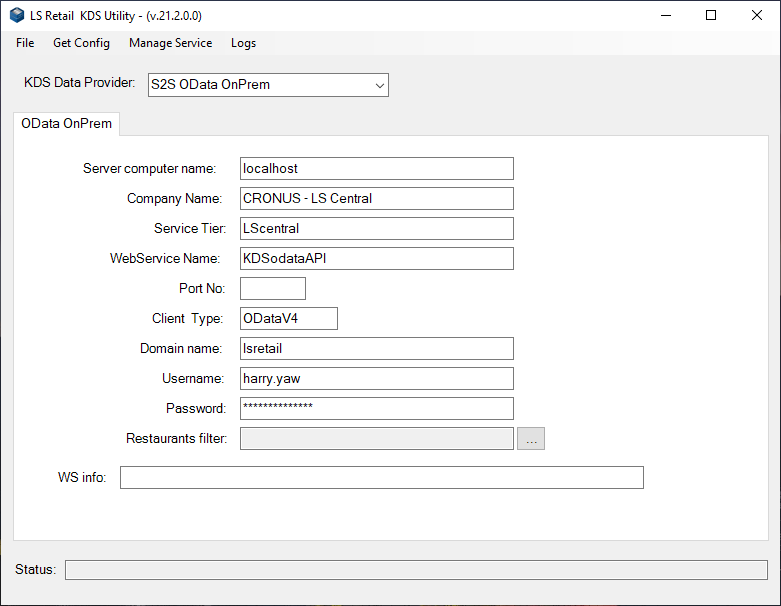 LS Retail KDS Utility - (v.21.2.0.0)
File Get Config Manage Service Logs
KDS Data Provider: S2S OData OnPrem
OData OnPrem
Server computer name: localhost
Company Name: CRONUS - LS Central
Service Tier: LScentral
WebService Name: KDSodataAPI
Port No:
Client Type: ODataV4
Domain name: lsretail
Username: harry.yaw
Password: **************
Restaurants filter: ...
WS info:
Status: